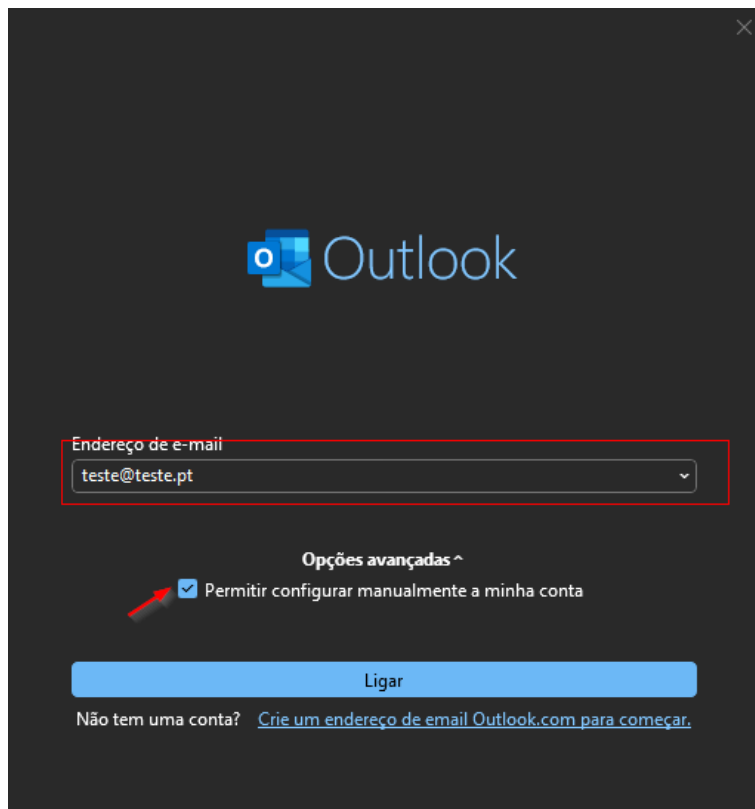 O Outlook
Endereço de e-mail
teste@teste.pt
Opções avançadas
Permitir configurar manualmente a minha conta
Ligar
Não tem uma conta? Crie um endereço de email Outlook.com para começar.